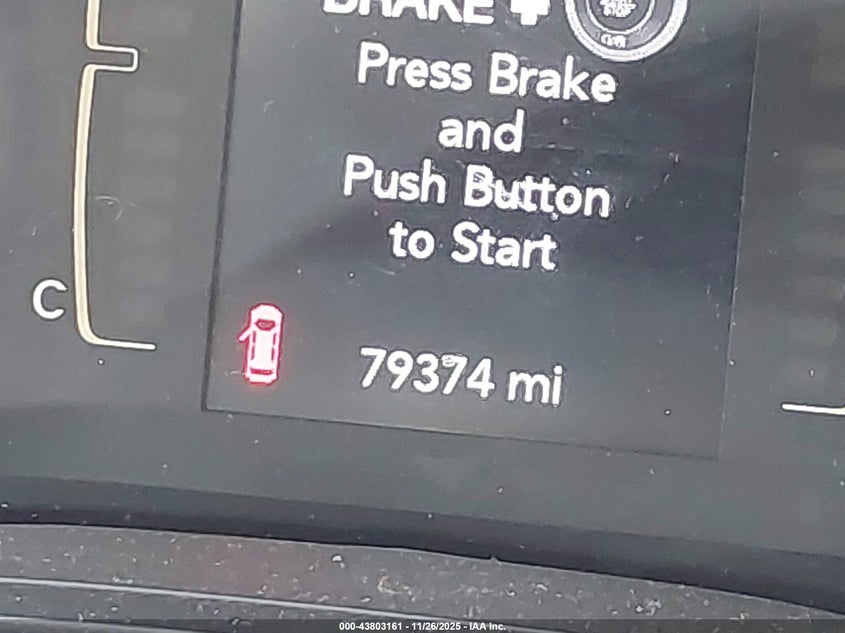 BRAKE +
Press Brake
and
Push Button
to Start
C
79374 mi
000-43803161 - 11/26/2025 - IAA Inc.